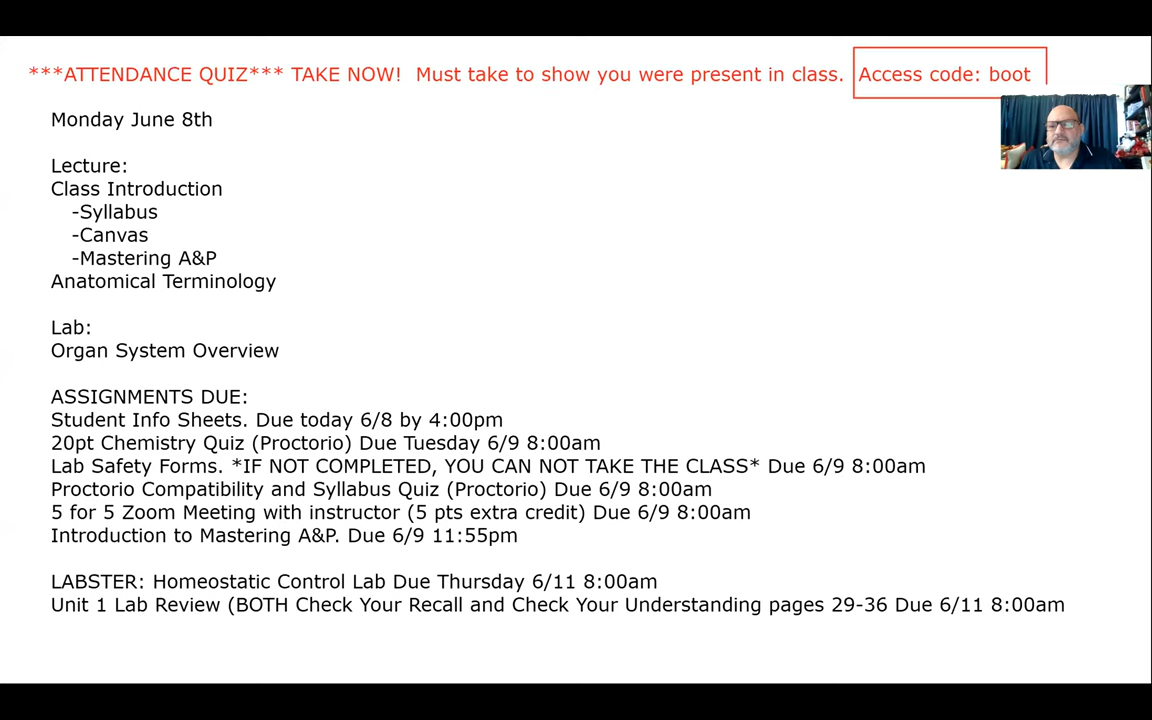 ***ATTENDANCE QUIZ*** TAKE NOW!  Must take to show you were present in class.  Access code: boot
Monday June 8th
Lecture:
Class Introduction
-Syllabus
-Canvas
-Mastering A&P
Anatomical Terminology
Lab:
Organ System Overview
ASSIGNMENTS DUE:
Student Info Sheets. Due today 6/8 by 4:00pm
20pt Chemistry Quiz (Proctorio) Due Tuesday 6/9 8:00am
Lab Safety Forms. *IF NOT COMPLETED, YOU CAN NOT TAKE THE CLASS* Due 6/9 8:00am
Proctorio Compatibility and Syllabus Quiz (Proctorio) Due 6/9 8:00am
5 for 5 Zoom Meeting with instructor (5 pts extra credit) Due 6/9 8:00am
Introduction to Mastering A&P. Due 6/9 11:55pm
LABSTER: Homeostatic Control Lab Due Thursday 6/11 8:00am
Unit 1 Lab Review (BOTH Check Your Recall and Check Your Understanding pages 29-36 Due 6/11 8:00am